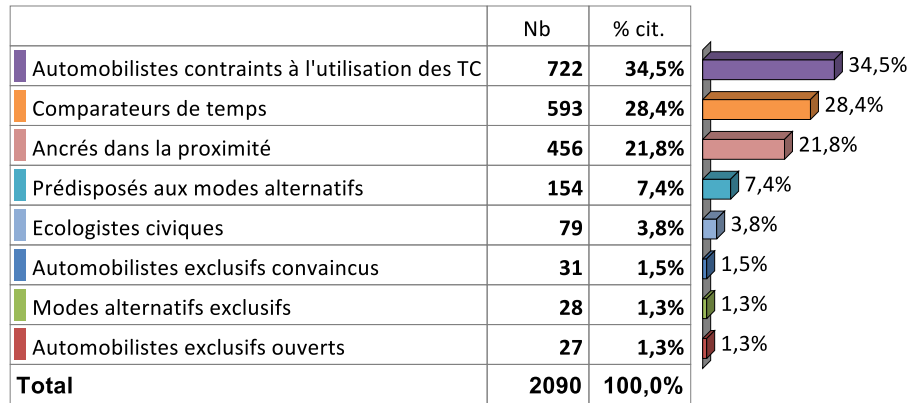 Nb % cit.
Automobilistes contraints à l'utilisation des TC 722 34,5% 34,5%
Comparateurs de temps 593 28,4% 28,4%
Ancrés dans la proximité 456 21,8% 21,8%
Prédisposés aux modes alternatifs 154 7,4% 7,4%
Ecologistes civiques 79 3,8% 3,8%
Automobilistes exclusifs convaincus 31 1,5% 1,5%
Modes alternatifs exclusifs 28 1,3% 1,3%
Automobilistes exclusifs ouverts 27 1,3% 1,3%
Total 2090 100,0%